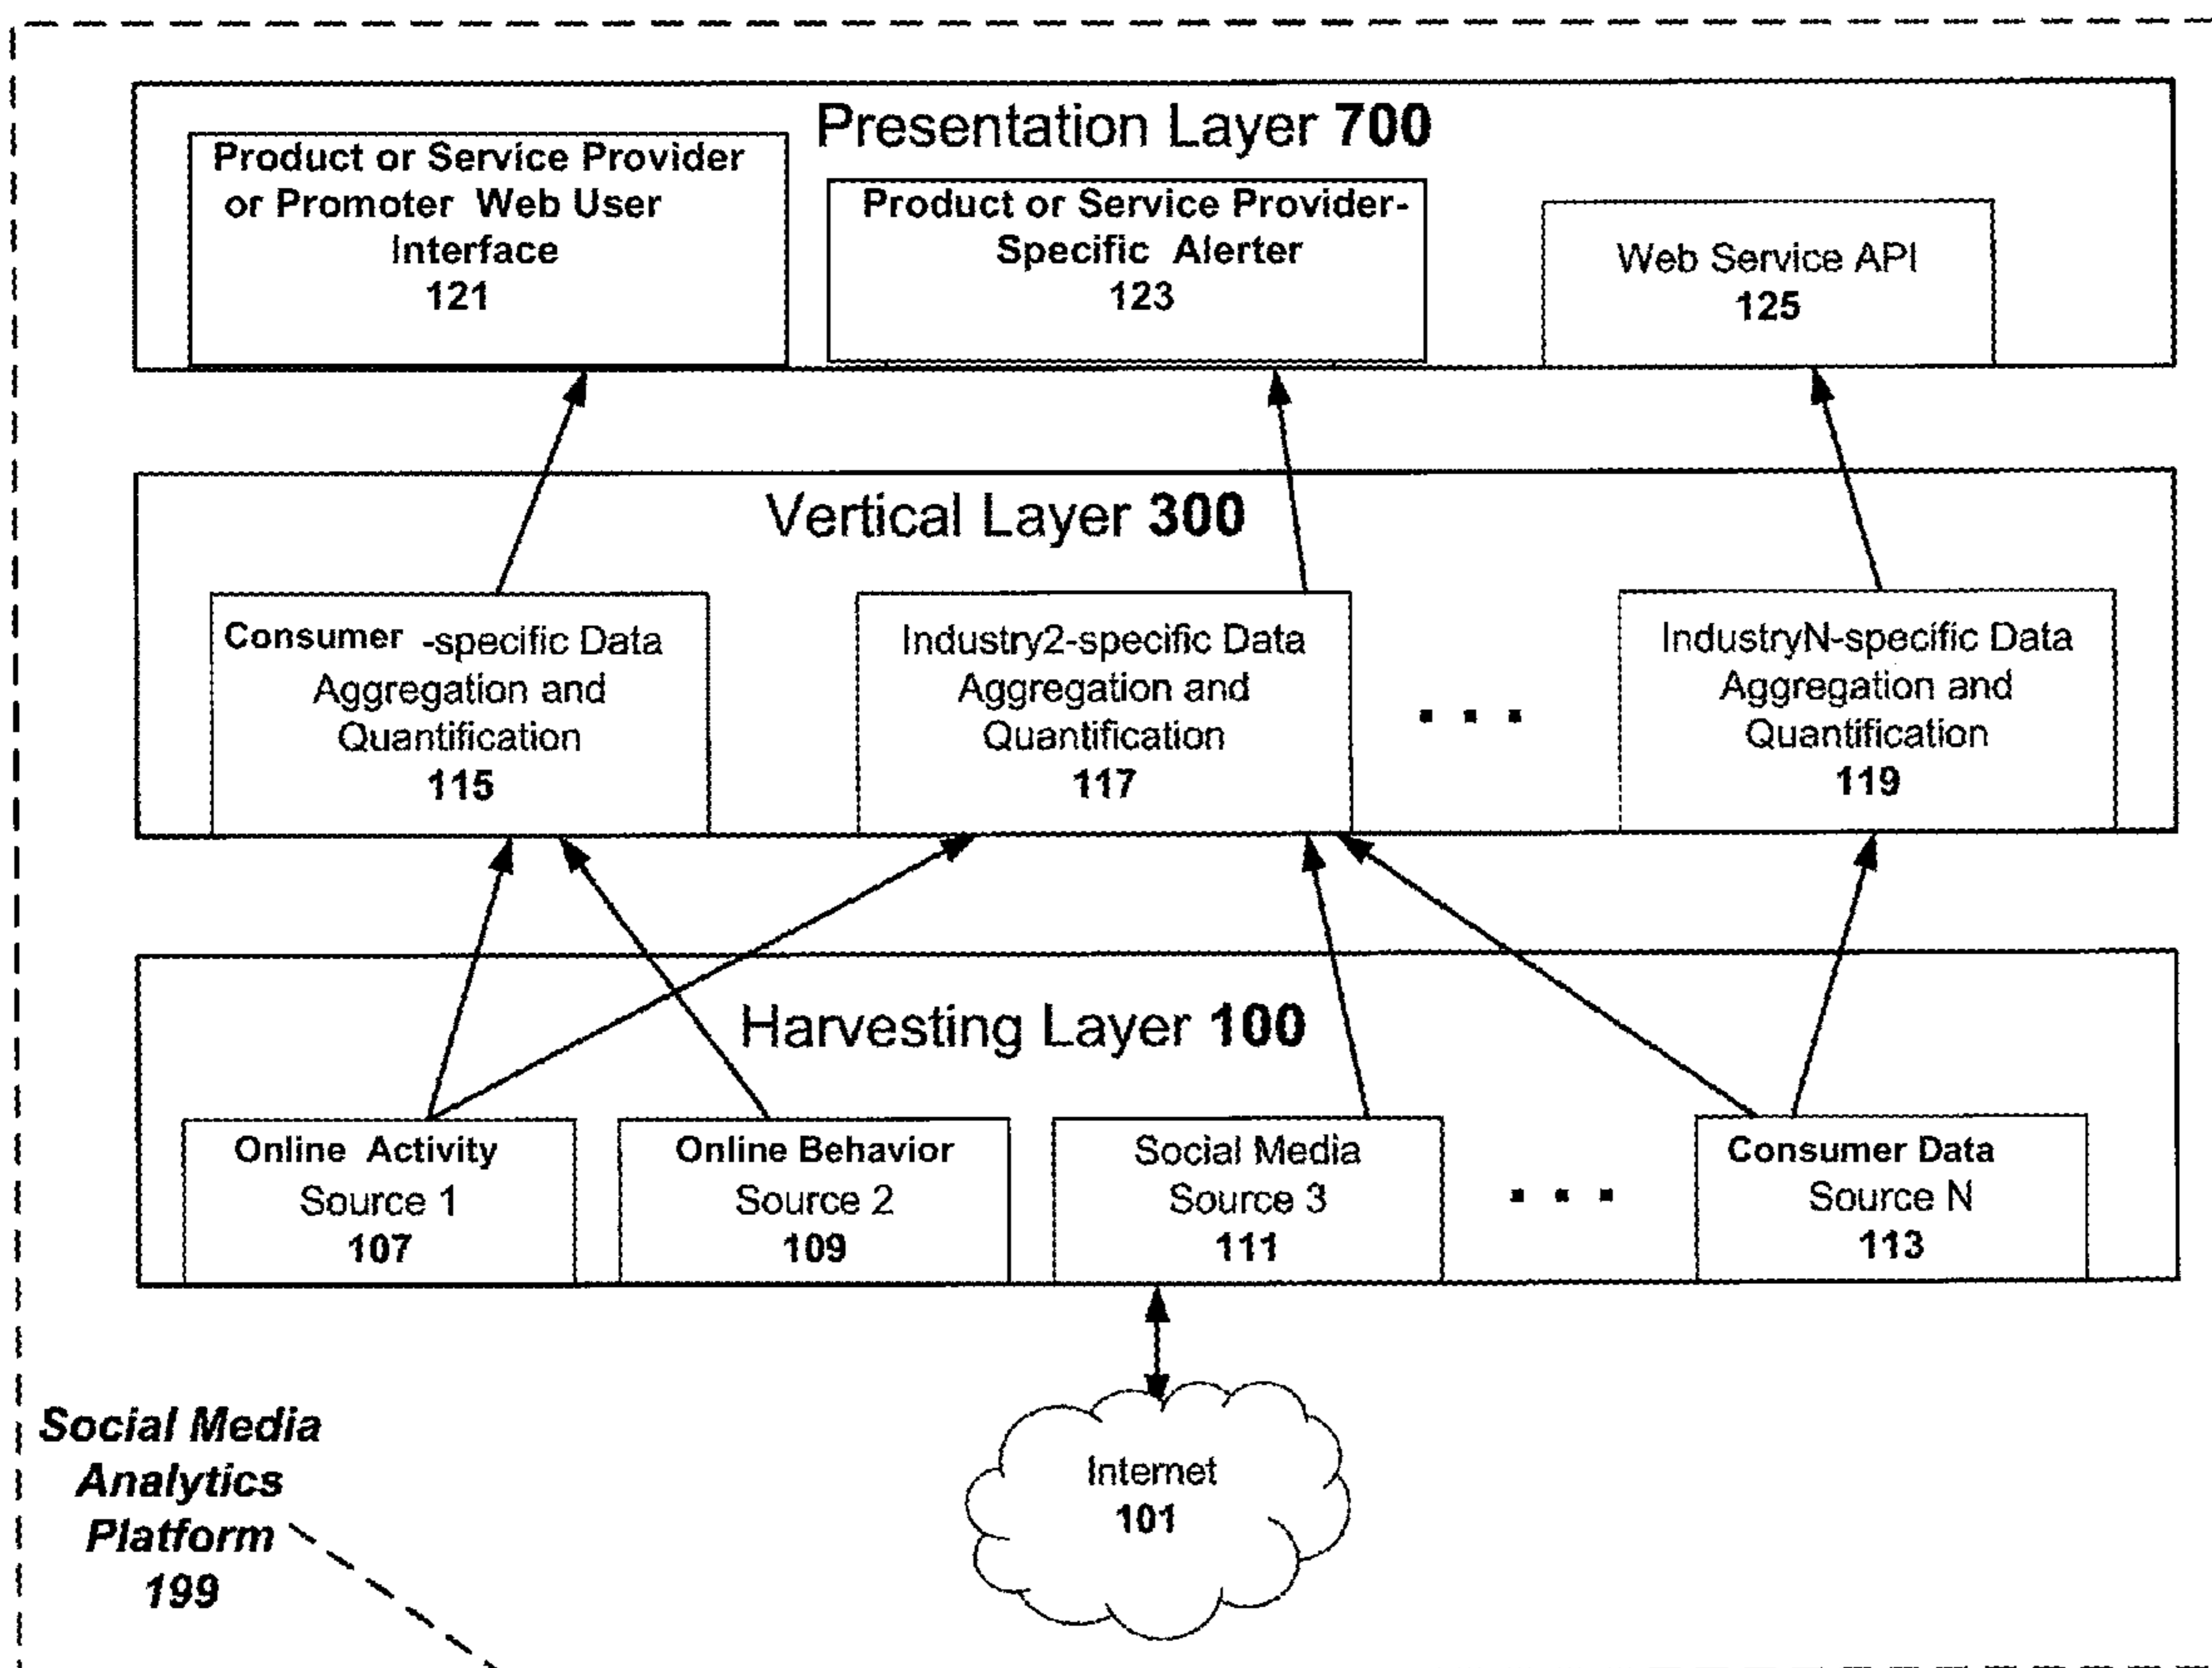 Presentation Layer 700
Product or Service Provider
or Promoter Web User
Interface
121
Product or Service Provider-
Specific Alerter
123
Web Service API
125
Vertical Layer 300
Consumer -specific Data
Aggregation and
Quantification
115
Industry2-specific Data
Aggregation and
Quantification
117
. . .
IndustryN-specific Data
Aggregation and
Quantification
119
Harvesting Layer 100
Online Activity
Source 1
107
Online Behavior
Source 2
109
Social Media
Source 3
111
. . .
Consumer Data
Source N
113
Internet
101
Social Media
Analytics
Platform
199